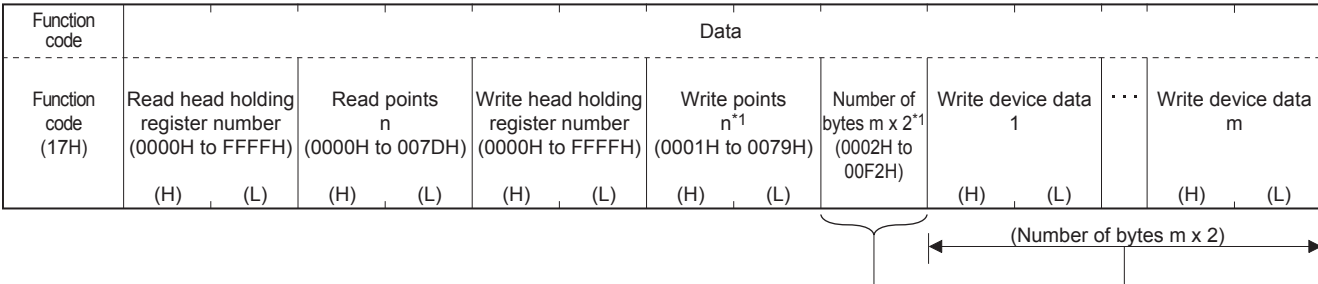 Function
code
Data
Function
code
(17H)
Read head holding
register number
(0000H to FFFFH)
(H) (L)
Read points
n
(0000H to 007DH)
(H) (L)
Write head holding
register number
(0000H to FFFFH)
(H) (L)
Write points
n*1
(0001H to 0079H)
(H) (L)
Number of
bytes m x 2*1
(0002H to
00F2H)
Write device data
1
(H) (L)
···
Write device data
m
(H) (L)
(Number of bytes m x 2)